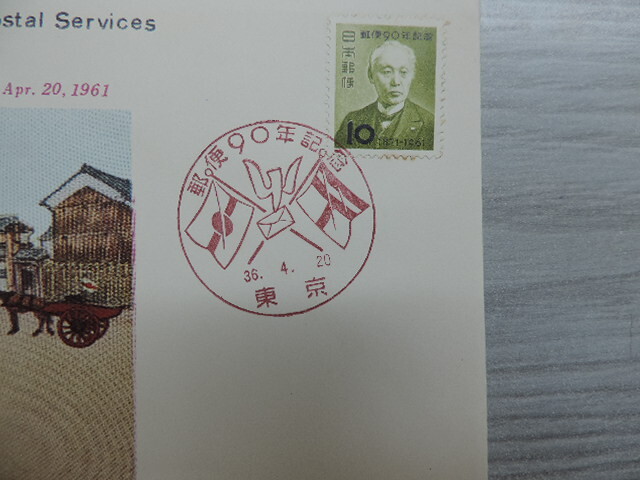 ostal Services
Apr. 20, 1961
郵便90年記念
日本郵便
10
1871-1961
郵便90年記念
36. 4. 20
東京